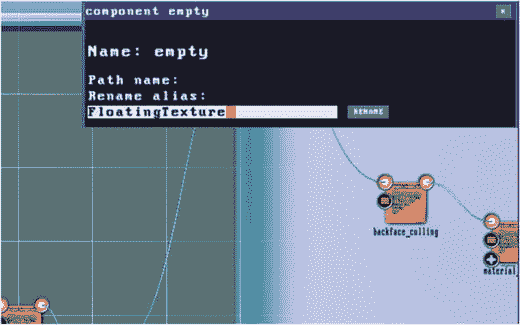 component empty
Name: empty
Path name:
Rename alias:
FloatingTexture
RENAME
backface_culling
material_